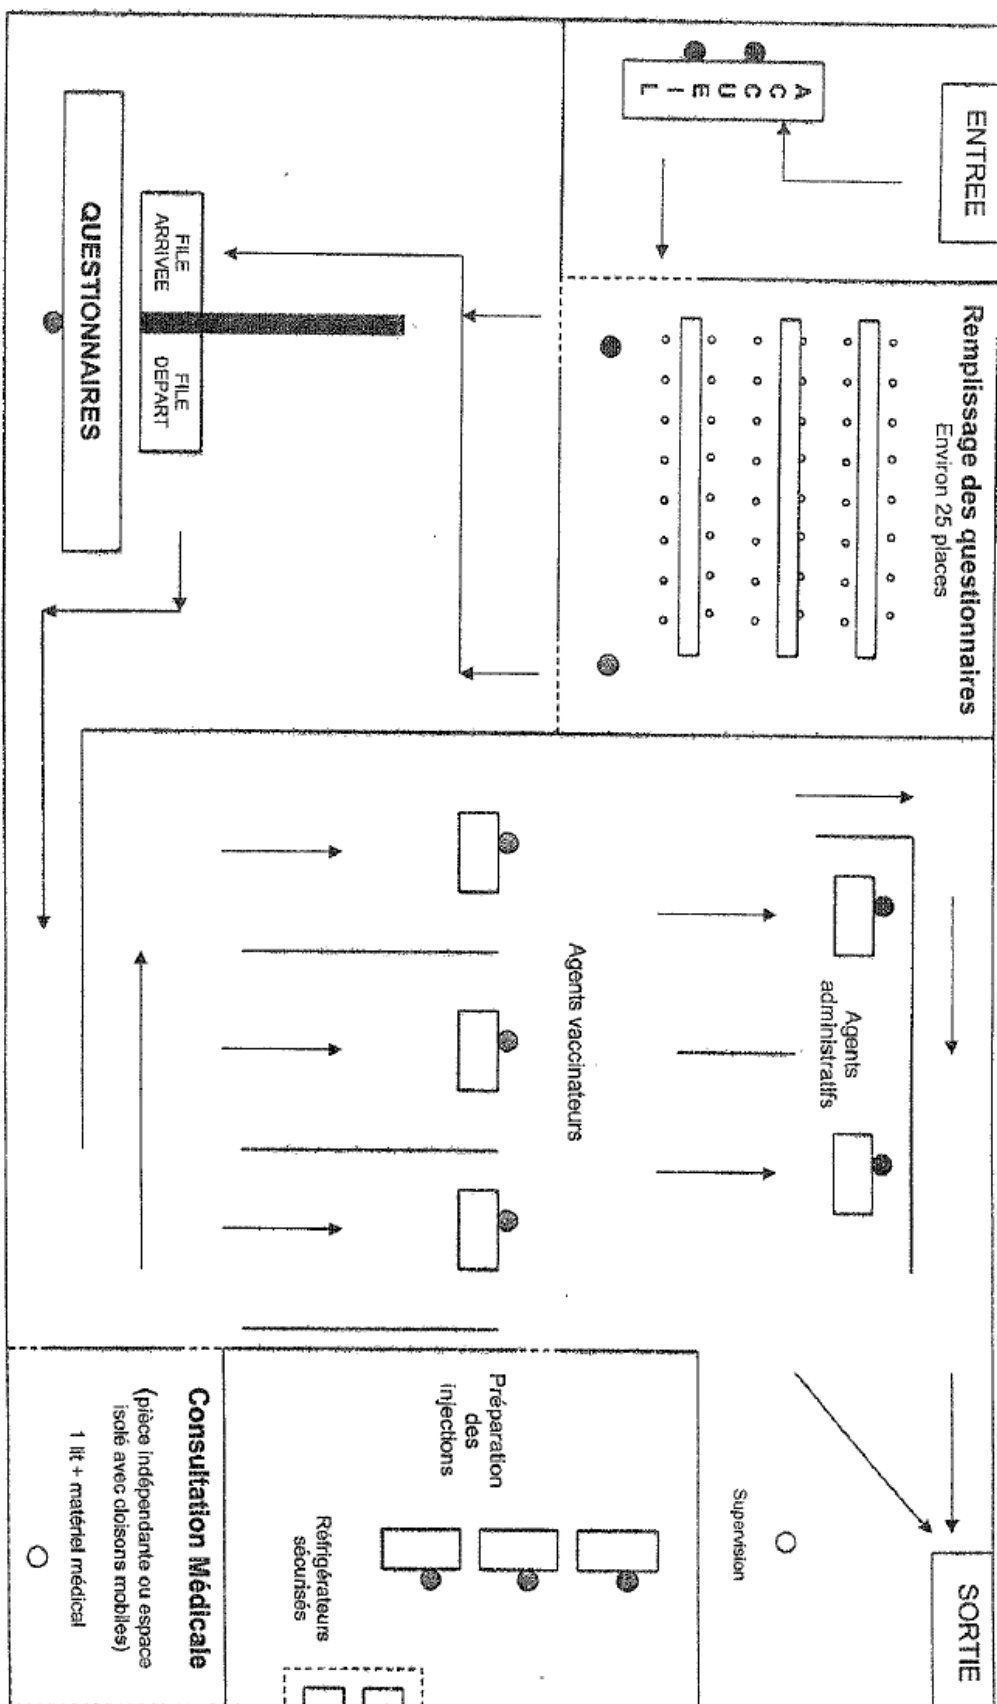 ENTREE
ACCUEIL
Remplissage des questionnaires
Environ 25 places
FILE
ARRIVEE
FILE
DEPART
QUESTIONNAIRES
Agents
administratifs
Agents vaccinateurs
SORTIE
Supervision
Préparation
des
injections
Réfrigérateurs
sécurisés
Consultation Médicale
(pièce indépendante ou espace
isolé avec cloisons mobiles)
1 lit + matériel médical